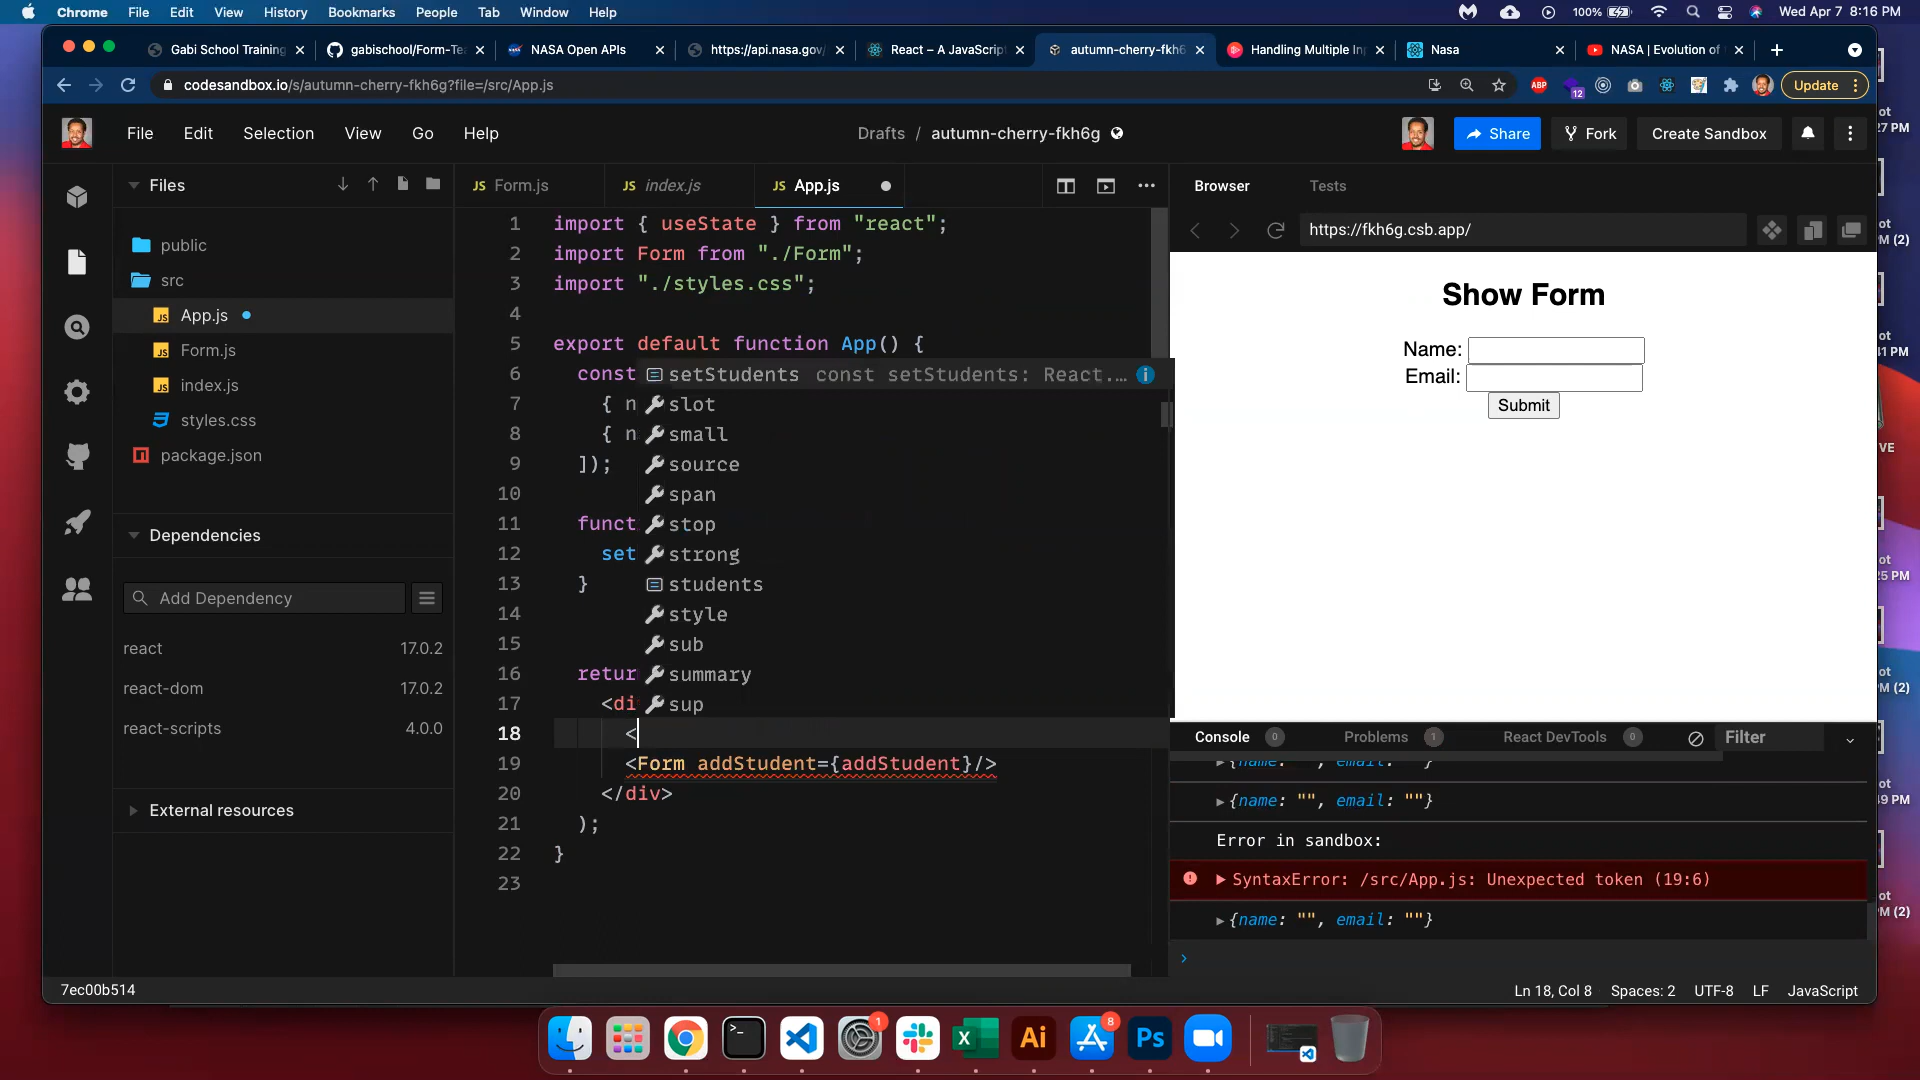 Chrome File Edit View History Bookmarks People Tab Window Help 100% Wed Apr 7 8:16 PM
Gabi School Training
gabischool/Form-Tea
NASA Open APIs
https://api.nasa.gov/
React – A JavaScript
autumn-cherry-fkh6
Handling Multiple Inp
Nasa
NASA | Evolution of
codesandbox.io/s/autumn-cherry-fkh6g?file=/src/App.js
ABP
12
Update
File Edit Selection View Go Help
Drafts / autumn-cherry-fkh6g
Share
Fork
Create Sandbox
Files
public
src
App.js
Form.js
index.js
styles.css
package.json
Dependencies
Add Dependency
react 17.0.2
react-dom 17.0.2
react-scripts 4.0.0
External resources
Form.js
index.js
App.js
1 import { useState } from "react";
2 import Form from "./Form";
3 import "./styles.css";
4
5 export default function App() {
6 const
7 { n
8 { n
9 ]);
10
11 funct
12 set
13 }
14
15
16 retur
17 <di
18 <
19 <Form addStudent={addStudent}/>
20 </div>
21 );
22 }
23
setStudents const setStudents: React....
slot
small
source
span
stop
strong
students
style
sub
summary
sup
Browser
Tests
https://fkh6g.csb.app/
Show Form
Name:
Email:
Submit
Console 0
Problems 1
React DevTools 0
Filter
{name: "", email: ""}
{name: "", email: ""}
Error in sandbox:
SyntaxError: /src/App.js: Unexpected token (19:6)
{name: "", email: ""}
7ec00b514
Ln 18, Col 8 Spaces: 2 UTF-8 LF JavaScript
1
8
Ai
Ps